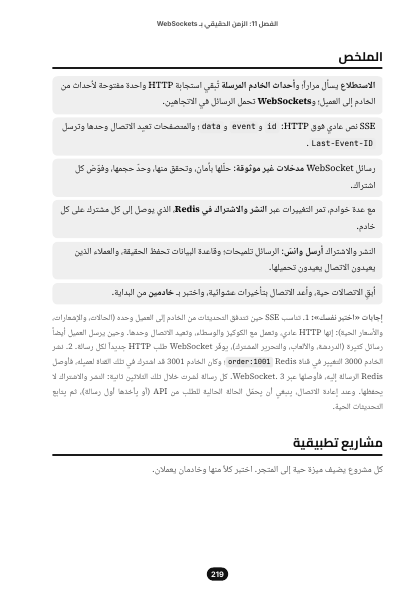 الفصل 11: الزمن الحقيقي بـ WebSockets
الملخص
الاستطلاع يسأل مرارًا؛ وأحداث الخادم المرسلة تُبقي استجابة HTTP واحدة مفتوحة لأحداث من
الخادم إلى العميل؛ وWebSockets تحمل الرسائل في الاتجاهين.
SSE نص عادي فوق HTTP: id و event و data؛ والمتصفحات تعيد الاتصال وحدها وترسل
Last-Event-ID.
رسائل WebSocket مدخلات غير موثوقة: حلّلها بأمان، وتحقق منها، وحدّ حجمها، وفوّض كل
اشتراك.
مع عدة خوادم، تمر التغييرات عبر النشر والاشتراك في Redis، الذي يوصل إلى كل مشترك على كل
خادم.
النشر والاشتراك أرسل وانسَ: الرسائل تلميحات؛ وقاعدة البيانات تحفظ الحقيقة، والعملاء الذين
يعيدون الاتصال يعيدون تحميلها.
أبقِ الاتصالات حية، وأعد الاتصال بتأخيرات عشوائية، واختبر بـ خادمين من البداية.
إجابات «اختبر نفسك»: 1. تناسب SSE حين تتدفق التحديثات من الخادم إلى العميل وحده (الحالات، والإشعارات،
والأسعار الحية): إنها HTTP عادي، وتعمل مع الكوكيز والوسطاء، وتعيد الاتصال وحدها. وحين يرسل العميل أيضًا
رسائل كثيرة (الدردشة، والألعاب، والتحرير المشترك)، يوفّر WebSocket طلب HTTP جديدًا لكل رسالة. 2. نشر
الخادم 3000 التغيير في قناة Redis order:1001؛ وكان الخادم 3001 قد اشترك في تلك القناة لعميله، فأوصل
Redis الرسالة إليه، فأوصلها عبر WebSocket. 3. كل رسالة نُشرت خلال تلك الثلاثين ثانية: النشر والاشتراك لا
يحفظها. وعند إعادة الاتصال، ينبغي أن يحمّل الحالة الحالية للطلب من API (أو يأخذها أول رسالة)، ثم يتابع
التحديثات الحية.
مشاريع تطبيقية
كل مشروع يضيف ميزة حية إلى المتجر. اختبر كلاً منها وخادمان يعملان.
219